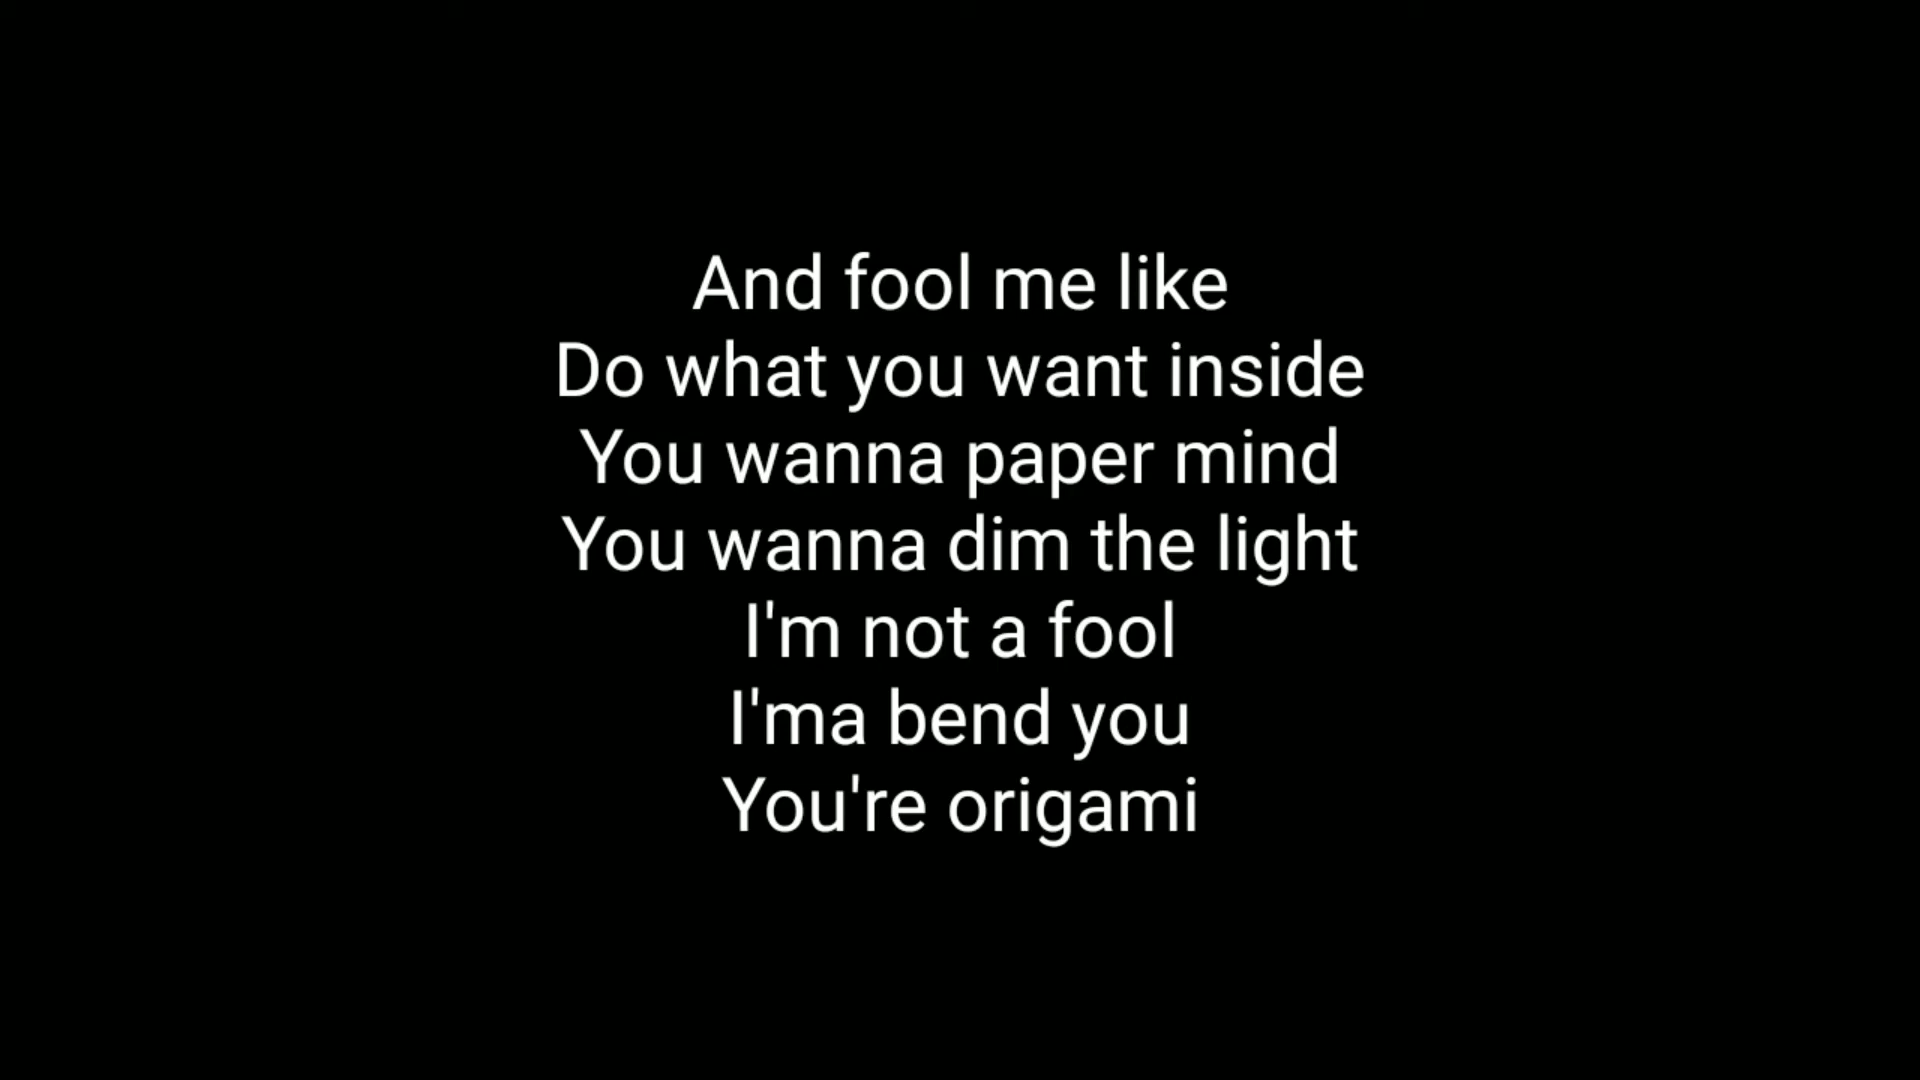 And fool me like
Do what you want inside
You wanna paper mind
You wanna dim the light
I'm not a fool
I'ma bend you
You're origami